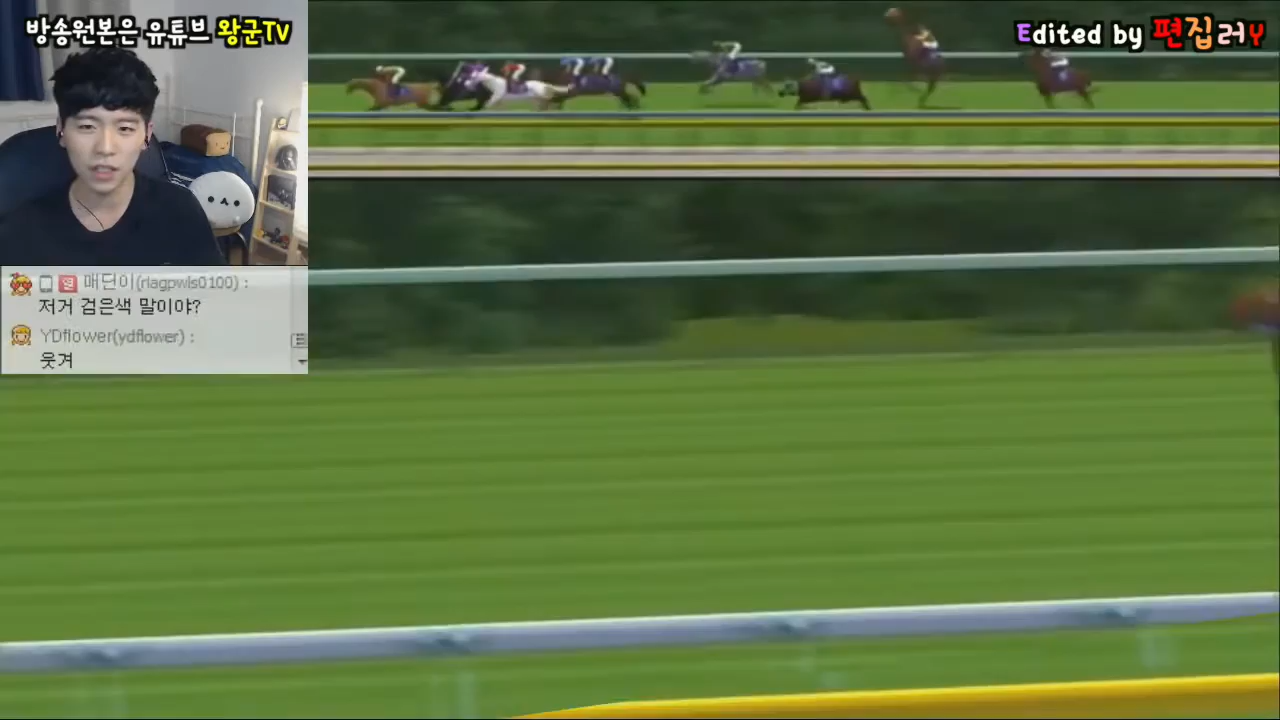 방송원본은 유튜브 왕군TV
Edited by 편집러Y
매딘이(rlagpwls0100) :
저거 검은색 말이야?
YDflower(ydflower) :
웃겨